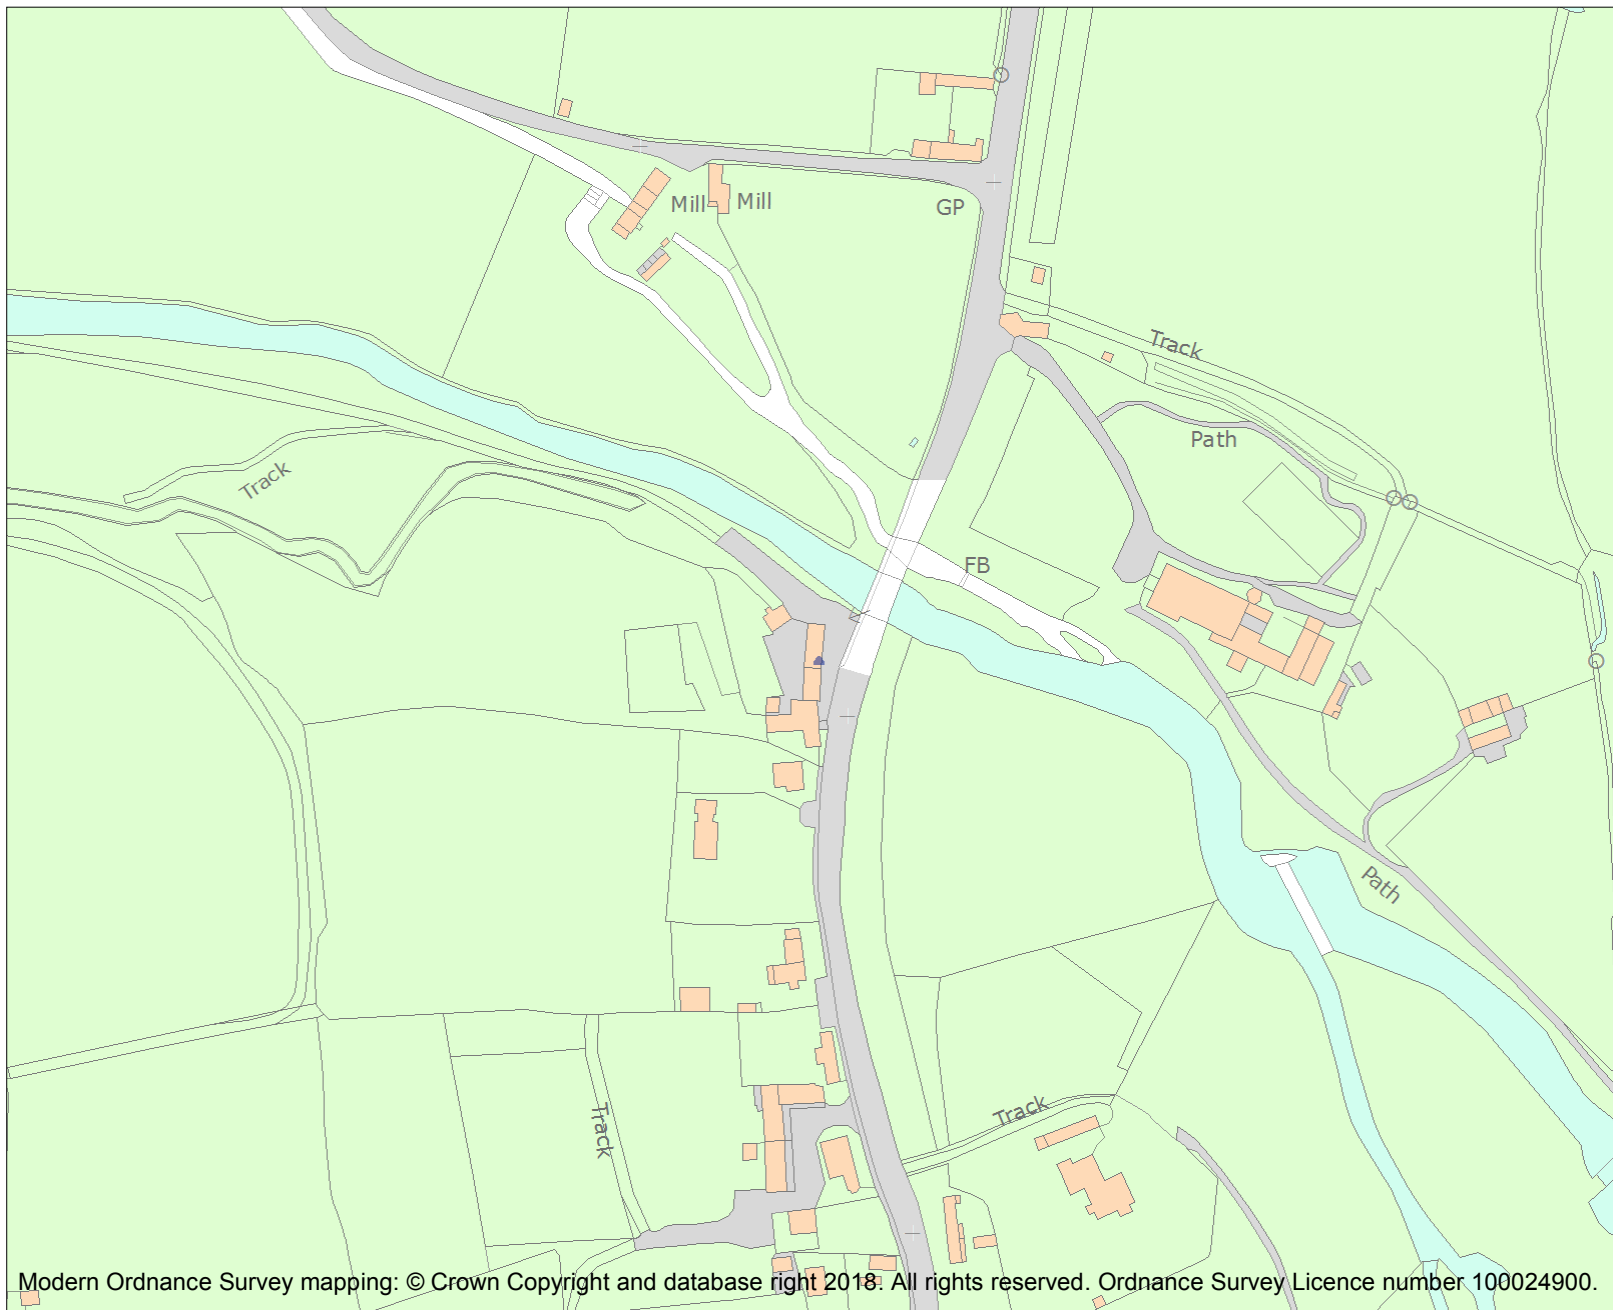 Mill
Mill
GP
Track
Path
Track
FB
Path
Track
Track
Modern Ordnance Survey mapping: © Crown Copyright and database right 2018. All rights reserved. Ordnance Survey Licence number 100024900.